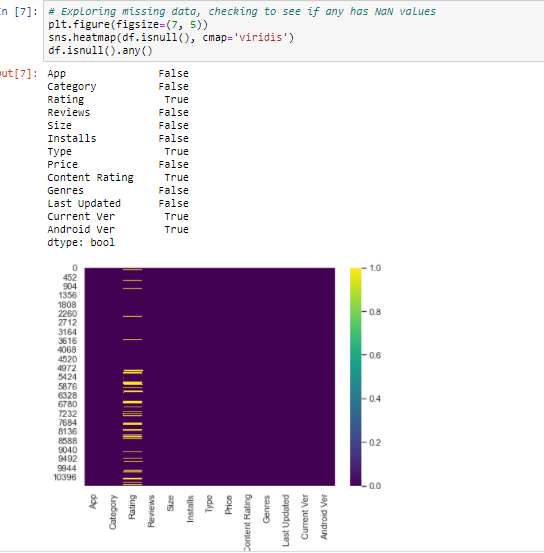 n [7]: # Exploring missing data, checking to see if any has NaN values
plt.figure(figsize=(7, 5))
sns.heatmap(df.isnull(), cmap='viridis')
df.isnull().any()
ut[7]: App False
Category False
Rating True
Reviews False
Size False
Installs False
Type True
Price False
Content Rating True
Genres False
Last Updated False
Current Ver True
Android Ver True
dtype: bool
0
452
904
1356
1808
2260
2712
3164
3616
4068
4520
4972
5424
5876
6328
6780
7232
7684
8136
8588
9040
9492
9944
10396
1.0
0.8
0.6
0.4
0.2
0.0
App
Category
Rating
Reviews
Size
Installs
Type
Price
Content Rating
Genres
Last Updated
Current Ver
Android Ver